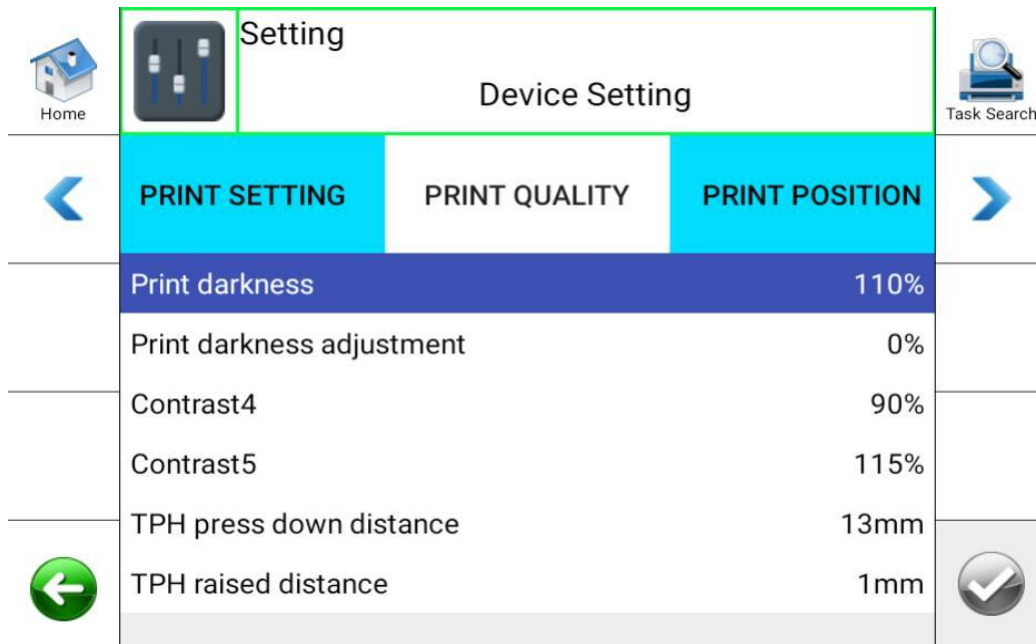 Setting
Device Setting
Home
Task Search
PRINT SETTING PRINT QUALITY PRINT POSITION
Print darkness 110%
Print darkness adjustment 0%
Contrast4 90%
Contrast5 115%
TPH press down distance 13mm
TPH raised distance 1mm